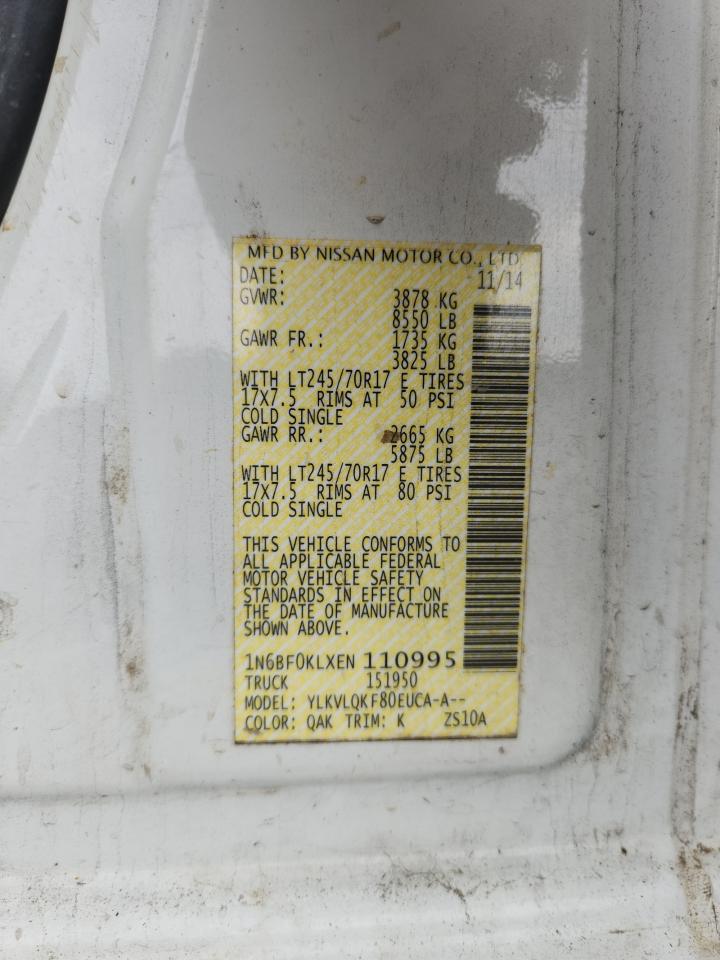 MFD BY NISSAN MOTOR CO., LTD.
DATE: 11/14
GVWR: 3878 KG
8550 LB
GAWR FR.: 1735 KG
3825 LB
WITH LT245/70R17 E TIRES
17X7.5 RIMS AT 50 PSI
COLD SINGLE
GAWR RR.: 2665 KG
5875 LB
WITH LT245/70R17 E TIRES
17X7.5 RIMS AT 80 PSI
COLD SINGLE
THIS VEHICLE CONFORMS TO
ALL APPLICABLE FEDERAL
MOTOR VEHICLE SAFETY
STANDARDS IN EFFECT ON
THE DATE OF MANUFACTURE
SHOWN ABOVE.
1N6BF0KLXEN 110995
TRUCK 151950
MODEL: YLKVLQKF80EUCA-A--
COLOR: QAK TRIM: K ZS10A